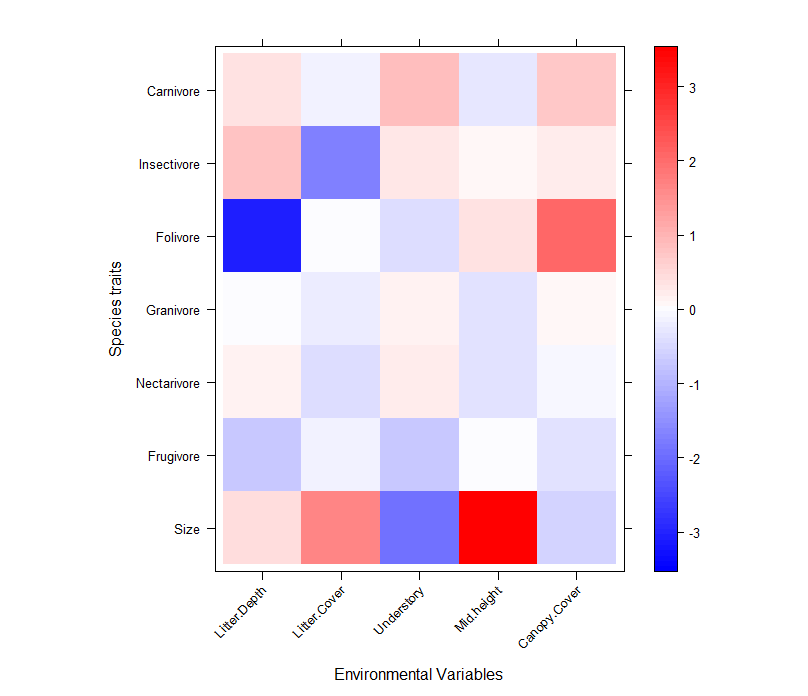 Carnivore
Insectivore
Folivore
Granivore
Nectarivore
Frugivore
Size
Species traits
Litter.Depth
Litter.Cover
Understory
Mid.height
Canopy.Cover
Environmental Variables
3
2
1
0
-1
-2
-3